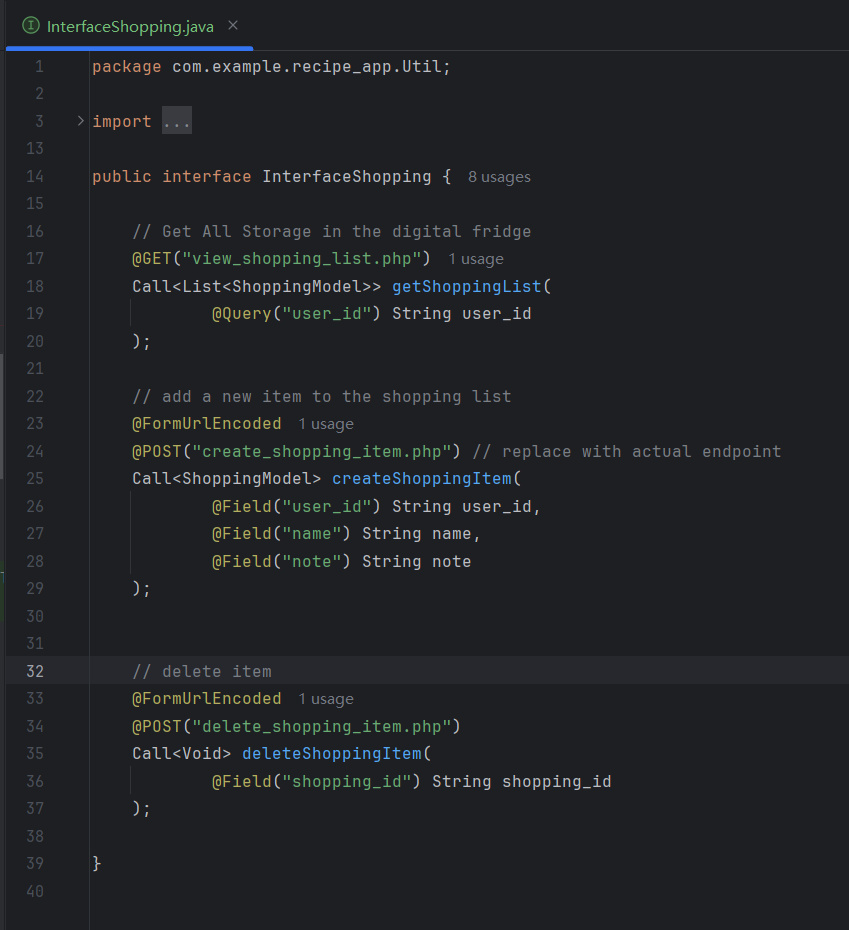 InterfaceShopping.java
1 package com.example.recipe_app.Util;
2
3 import ...
13
14 public interface InterfaceShopping { 8 usages
15
16 // Get All Storage in the digital fridge
17 @GET("view_shopping_list.php") 1 usage
18 Call<List<ShoppingModel>> getShoppingList(
19 @Query("user_id") String user_id
20 );
21
22 // add a new item to the shopping list
23 @FormUrlEncoded 1 usage
24 @POST("create_shopping_item.php") // replace with actual endpoint
25 Call<ShoppingModel> createShoppingItem(
26 @Field("user_id") String user_id,
27 @Field("name") String name,
28 @Field("note") String note
29 );
30
31
32 // delete item
33 @FormUrlEncoded 1 usage
34 @POST("delete_shopping_item.php")
35 Call<Void> deleteShoppingItem(
36 @Field("shopping_id") String shopping_id
37 );
38
39 }
40